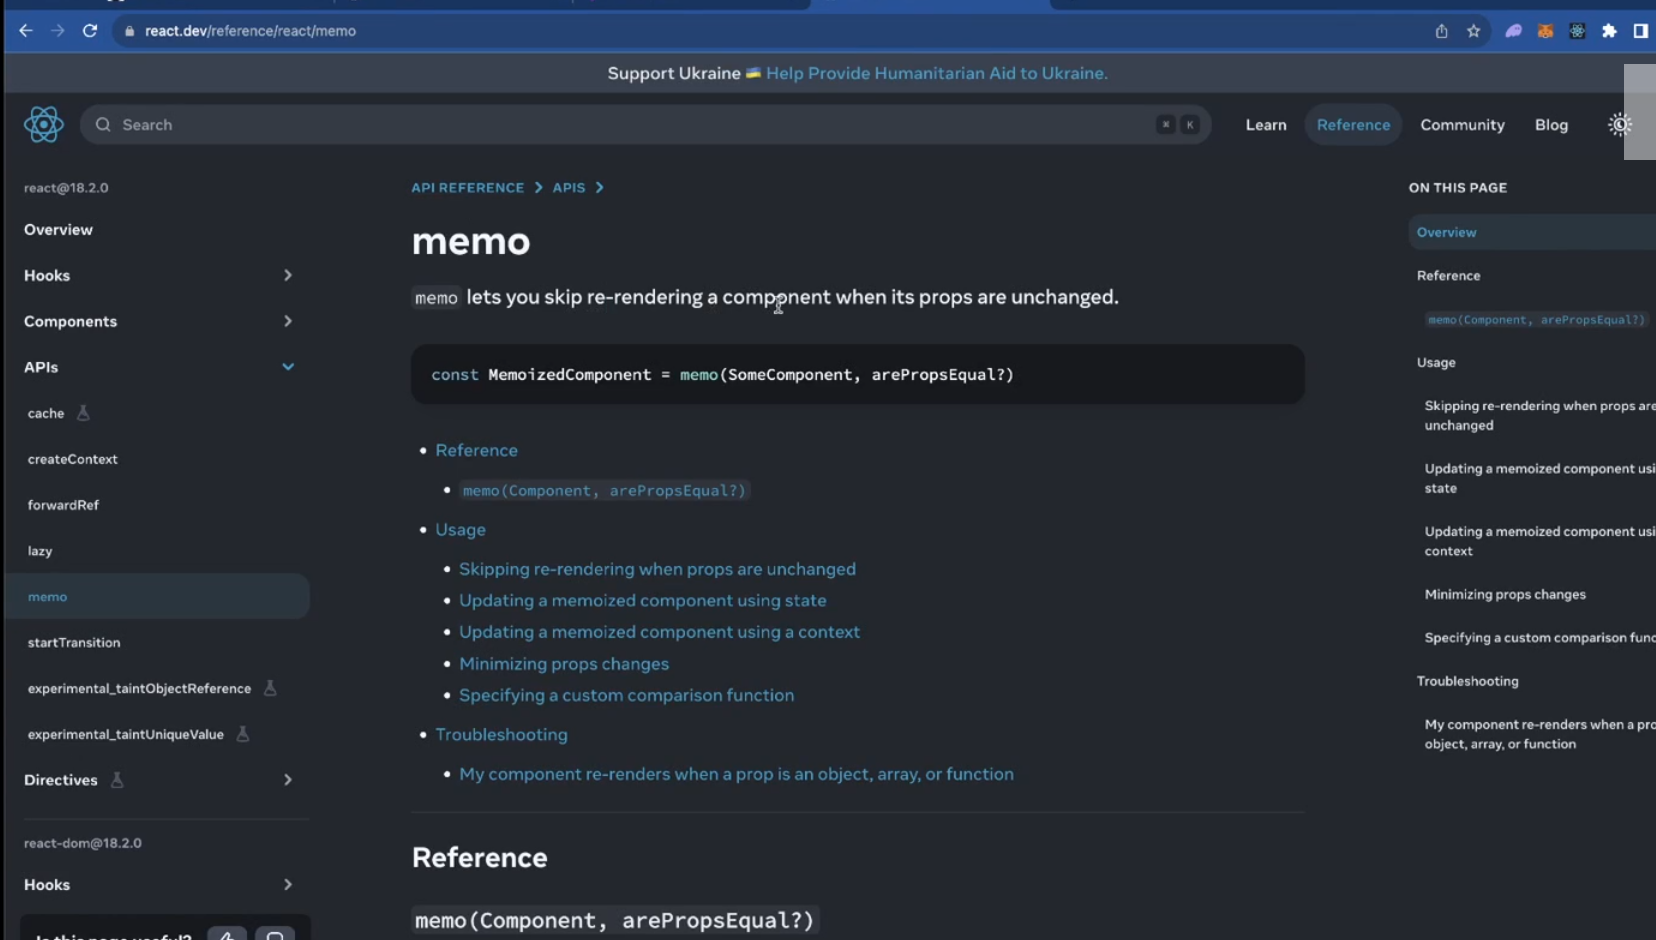 react.dev/reference/react/memo
Support Ukraine 🇺🇦 Help Provide Humanitarian Aid to Ukraine.
Search
⌘ K
Learn
Reference
Community
Blog
react@18.2.0
Overview
Hooks
Components
APIs
cache
createContext
forwardRef
lazy
memo
startTransition
experimental_taintObjectReference
experimental_taintUniqueValue
Directives
react-dom@18.2.0
Hooks
Is this page useful?
API REFERENCE > APIS >
memo
memo lets you skip re-rendering a component when its props are unchanged.
const MemoizedComponent = memo(SomeComponent, arePropsEqual?)
• Reference
• memo(Component, arePropsEqual?)
• Usage
• Skipping re-rendering when props are unchanged
• Updating a memoized component using state
• Updating a memoized component using a context
• Minimizing props changes
• Specifying a custom comparison function
• Troubleshooting
• My component re-renders when a prop is an object, array, or function
Reference
memo(Component, arePropsEqual?)
ON THIS PAGE
Overview
Reference
memo(Component, arePropsEqual?)
Usage
Skipping re-rendering when props are
unchanged
Updating a memoized component usi
state
Updating a memoized component usi
context
Minimizing props changes
Specifying a custom comparison func
Troubleshooting
My component re-renders when a pro
object, array, or function